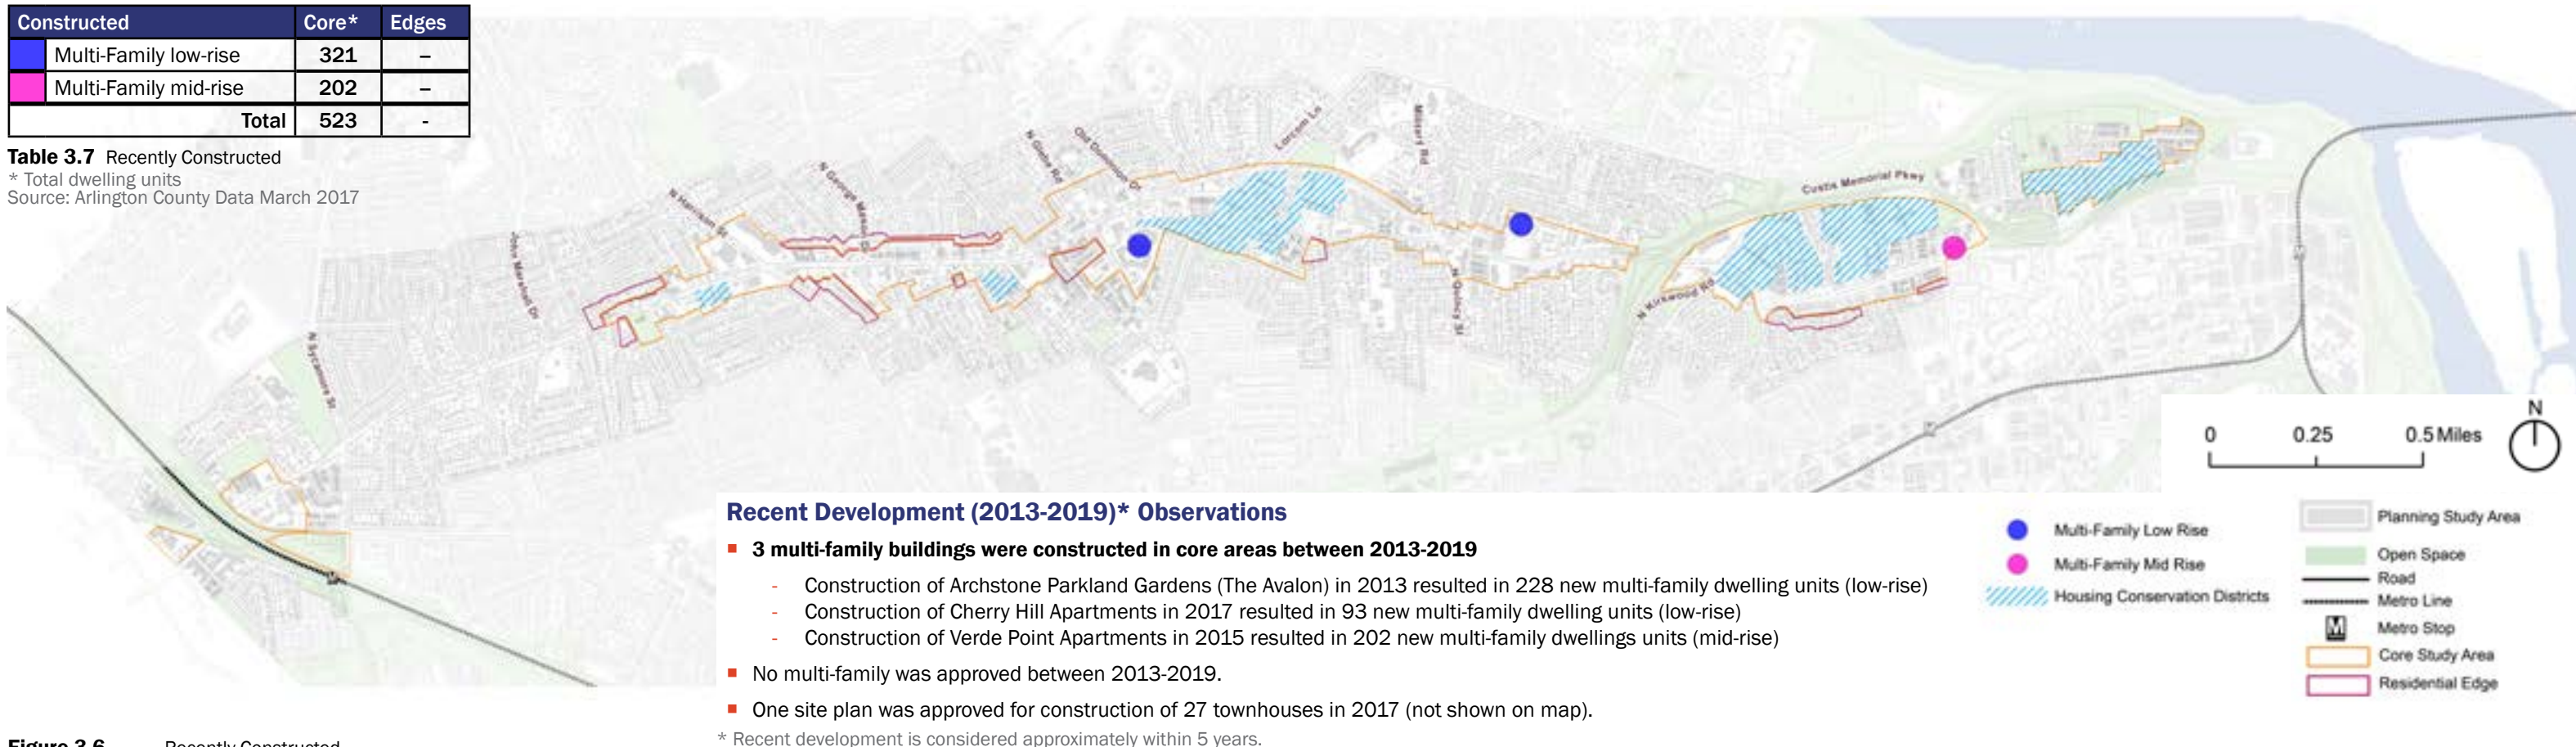 Constructed Core* Edges
Multi-Family low-rise 321 –
Multi-Family mid-rise 202 –
Total 523 -
Table 3.7 Recently Constructed
* Total dwelling units
Source: Arlington County Data March 2017
N Sycamore St
John Marshall Dr
N Harrison St
N George Mason Dr
N Glebe Rd
Old Dominion Dr
Lorcom Ln
Military Rd
N Quincy St
N Kirkwood Rd
Custis Memorial Pkwy
M
N
0 0.25 0.5 Miles
Recent Development (2013-2019)* Observations
■ 3 multi-family buildings were constructed in core areas between 2013-2019
- Construction of Archstone Parkland Gardens (The Avalon) in 2013 resulted in 228 new multi-family dwelling units (low-rise)
- Construction of Cherry Hill Apartments in 2017 resulted in 93 new multi-family dwelling units (low-rise)
- Construction of Verde Point Apartments in 2015 resulted in 202 new multi-family dwellings units (mid-rise)
■ No multi-family was approved between 2013-2019.
■ One site plan was approved for construction of 27 townhouses in 2017 (not shown on map).
* Recent development is considered approximately within 5 years.
Multi-Family Low Rise
Multi-Family Mid Rise
Housing Conservation Districts
Planning Study Area
Open Space
Road
Metro Line
M Metro Stop
Core Study Area
Residential Edge
Figure 3.6 Recently Constructed